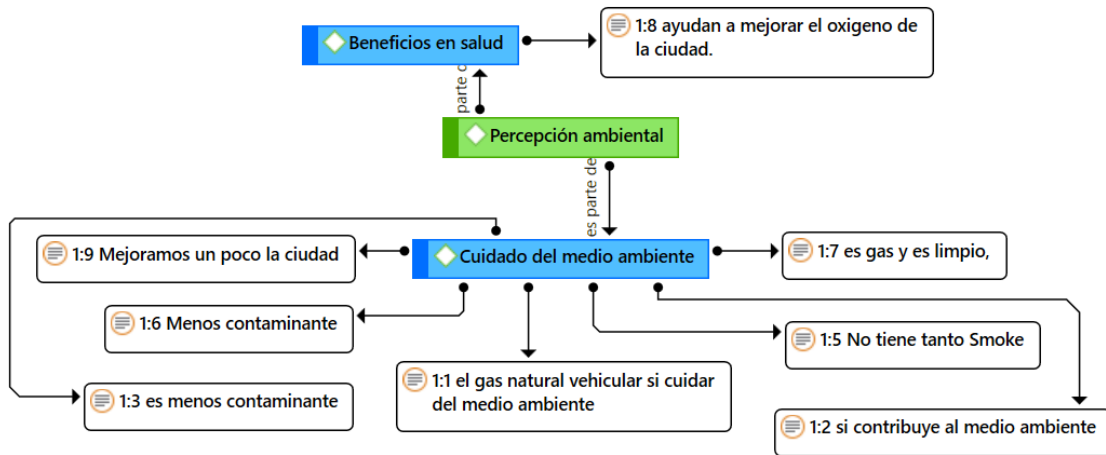 Beneficios en salud
1:8 ayudan a mejorar el oxigeno de
la ciudad.
parte d
Percepción ambiental
es parte de
1:9 Mejoramos un poco la ciudad
Cuidado del medio ambiente
1:7 es gas y es limpio,
1:6 Menos contaminante
1:5 No tiene tanto Smoke
1:1 el gas natural vehicular si cuidar
del medio ambiente
1:3 es menos contaminante
1:2 si contribuye al medio ambiente